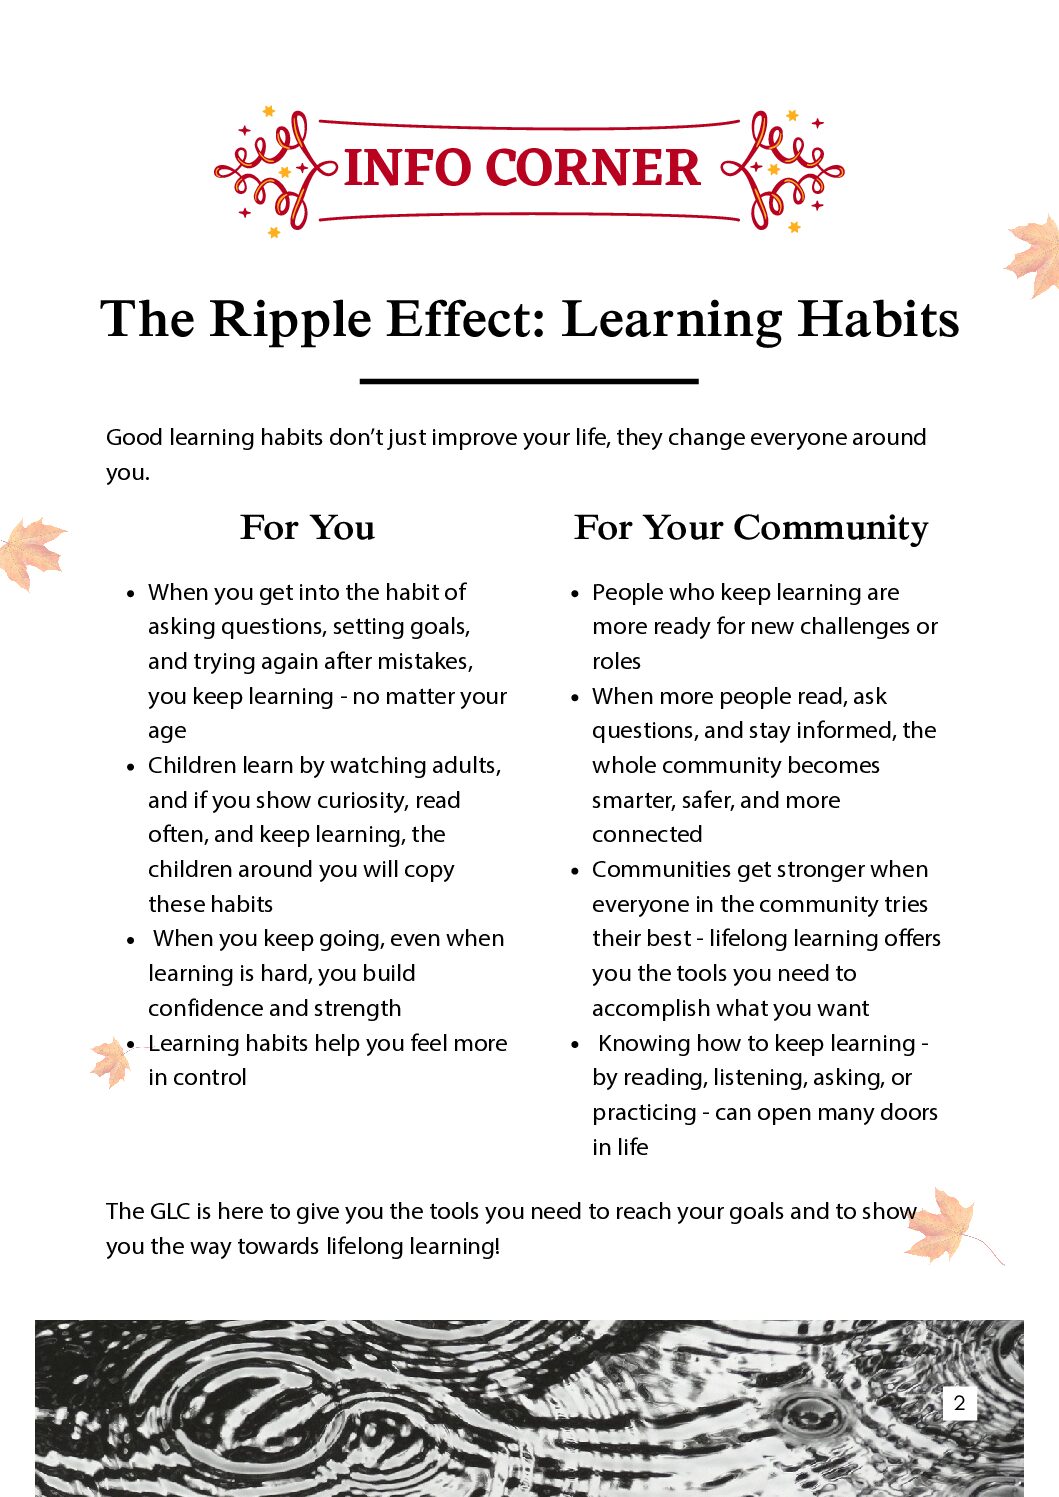 INFO CORNER
The Ripple Effect: Learning Habits
Good learning habits don’t just improve your life, they change everyone around
you.
For You
• When you get into the habit of
asking questions, setting goals,
and trying again after mistakes,
you keep learning - no matter your
age
• Children learn by watching adults,
and if you show curiosity, read
often, and keep learning, the
children around you will copy
these habits
• When you keep going, even when
learning is hard, you build
confidence and strength
• Learning habits help you feel more
in control
For Your Community
• People who keep learning are
more ready for new challenges or
roles
• When more people read, ask
questions, and stay informed, the
whole community becomes
smarter, safer, and more
connected
• Communities get stronger when
everyone in the community tries
their best - lifelong learning offers
you the tools you need to
accomplish what you want
• Knowing how to keep learning -
by reading, listening, asking, or
practicing - can open many doors
in life
The GLC is here to give you the tools you need to reach your goals and to show
you the way towards lifelong learning!
2